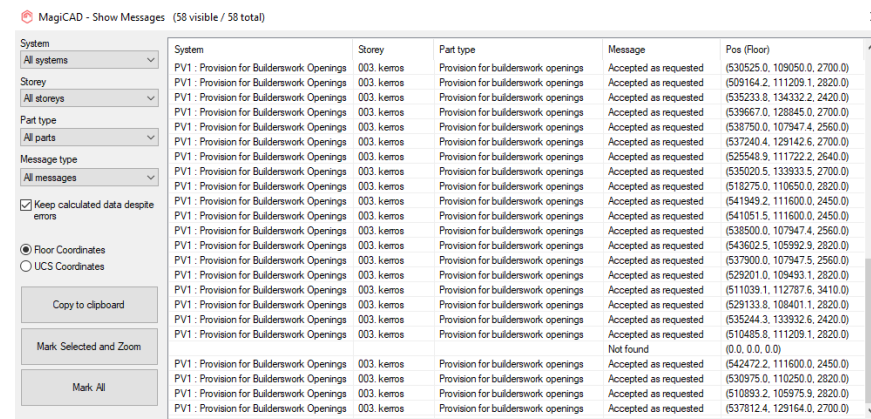 MagiCAD - Show Messages (58 visible / 58 total)
System
All systems
Storey
All storeys
Part type
All parts
Message type
All messages
Keep calculated data despite
errors
Floor Coordinates
UCS Coordinates
Copy to clipboard
Mark Selected and Zoom
Mark All
System Storey Part type Message Pos (Floor)
PV1 : Provision for Builderswork Openings 003. kerros Provision for builderswork openings Accepted as requested (530525.0, 109050.0, 2700.0)
PV1 : Provision for Builderswork Openings 003. kerros Provision for builderswork openings Accepted as requested (509164.2, 111209.1, 2820.0)
PV1 : Provision for Builderswork Openings 003. kerros Provision for builderswork openings Accepted as requested (535233.8, 134332.2, 2420.0)
PV1 : Provision for Builderswork Openings 003. kerros Provision for builderswork openings Accepted as requested (539667.0, 128845.0, 2700.0)
PV1 : Provision for Builderswork Openings 003. kerros Provision for builderswork openings Accepted as requested (538750.0, 107947.4, 2560.0)
PV1 : Provision for Builderswork Openings 003. kerros Provision for builderswork openings Accepted as requested (537240.4, 129142.6, 2700.0)
PV1 : Provision for Builderswork Openings 003. kerros Provision for builderswork openings Accepted as requested (525548.9, 111722.2, 2640.0)
PV1 : Provision for Builderswork Openings 003. kerros Provision for builderswork openings Accepted as requested (535020.5, 133933.5, 2700.0)
PV1 : Provision for Builderswork Openings 003. kerros Provision for builderswork openings Accepted as requested (518275.0, 110650.0, 2820.0)
PV1 : Provision for Builderswork Openings 003. kerros Provision for builderswork openings Accepted as requested (541949.2, 111600.0, 2450.0)
PV1 : Provision for Builderswork Openings 003. kerros Provision for builderswork openings Accepted as requested (541051.5, 111600.0, 2450.0)
PV1 : Provision for Builderswork Openings 003. kerros Provision for builderswork openings Accepted as requested (538500.0, 107947.4, 2560.0)
PV1 : Provision for Builderswork Openings 003. kerros Provision for builderswork openings Accepted as requested (543602.5, 105992.9, 2820.0)
PV1 : Provision for Builderswork Openings 003. kerros Provision for builderswork openings Accepted as requested (537900.0, 107947.5, 2560.0)
PV1 : Provision for Builderswork Openings 003. kerros Provision for builderswork openings Accepted as requested (529201.0, 109493.1, 2820.0)
PV1 : Provision for Builderswork Openings 003. kerros Provision for builderswork openings Accepted as requested (511039.1, 112787.6, 3410.0)
PV1 : Provision for Builderswork Openings 003. kerros Provision for builderswork openings Accepted as requested (529133.8, 108401.1, 2820.0)
PV1 : Provision for Builderswork Openings 003. kerros Provision for builderswork openings Accepted as requested (535244.3, 133932.6, 2420.0)
PV1 : Provision for Builderswork Openings 003. kerros Provision for builderswork openings Accepted as requested (510485.8, 111209.1, 2820.0)
Not found (0.0, 0.0, 0.0)
PV1 : Provision for Builderswork Openings 003. kerros Provision for builderswork openings Accepted as requested (542472.2, 111600.0, 2450.0)
PV1 : Provision for Builderswork Openings 003. kerros Provision for builderswork openings Accepted as requested (530975.0, 110250.0, 2820.0)
PV1 : Provision for Builderswork Openings 003. kerros Provision for builderswork openings Accepted as requested (510893.2, 105975.9, 2820.0)
PV1 : Provision for Builderswork Openings 003. kerros Provision for builderswork openings Accepted as requested (537812.4, 129164.0, 2700.0)